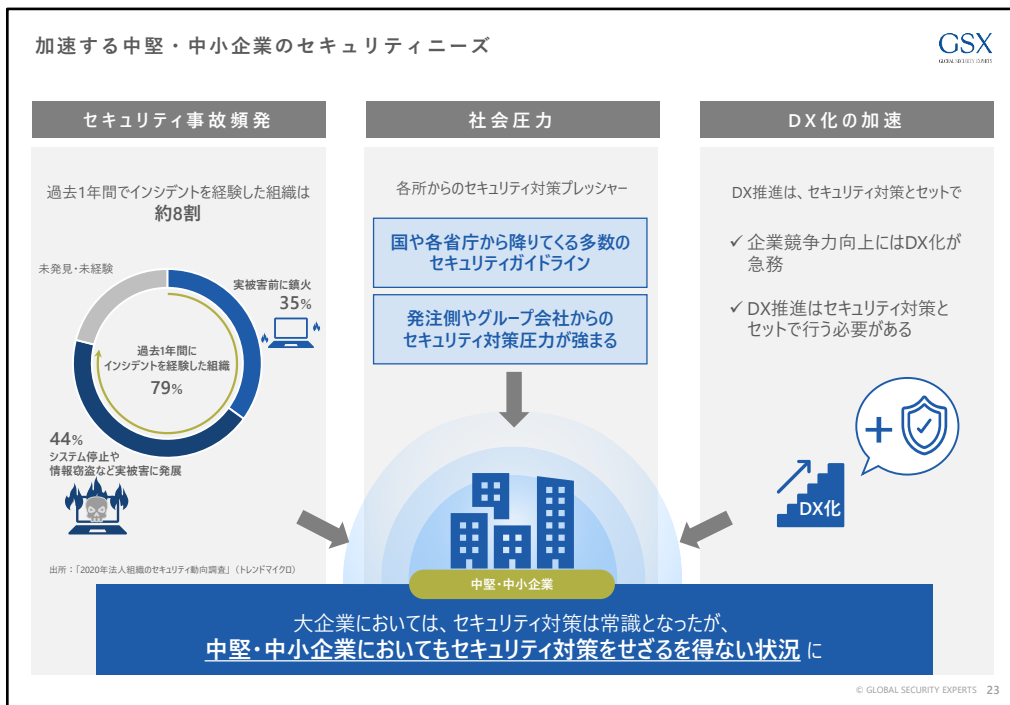 加速する中堅・中小企業のセキュリティニーズ
GSX
GLOBAL SECURITY EXPERTS
セキュリティ事故頻発
過去1年間でインシデントを経験した組織は
約8割
未発見・未経験
実被害前に鎮火
35%
過去1年間に
インシデントを経験した組織
79%
44%
システム停止や
情報窃盗など実被害に発展
出所：「2020年法人組織のセキュリティ動向調査」（トレンドマイクロ）
社会圧力
各所からのセキュリティ対策プレッシャー
国や各省庁から降りてくる多数の
セキュリティガイドライン
発注側やグループ会社からの
セキュリティ対策圧力が強まる
中堅・中小企業
DX化の加速
DX推進は、セキュリティ対策とセットで
✓ 企業競争力向上にはDX化が
急務
✓ DX推進はセキュリティ対策と
セットで行う必要がある
DX化
大企業においては、セキュリティ対策は常識となったが、
中堅・中小企業においてもセキュリティ対策をせざるを得ない状況 に
© GLOBAL SECURITY EXPERTS 23